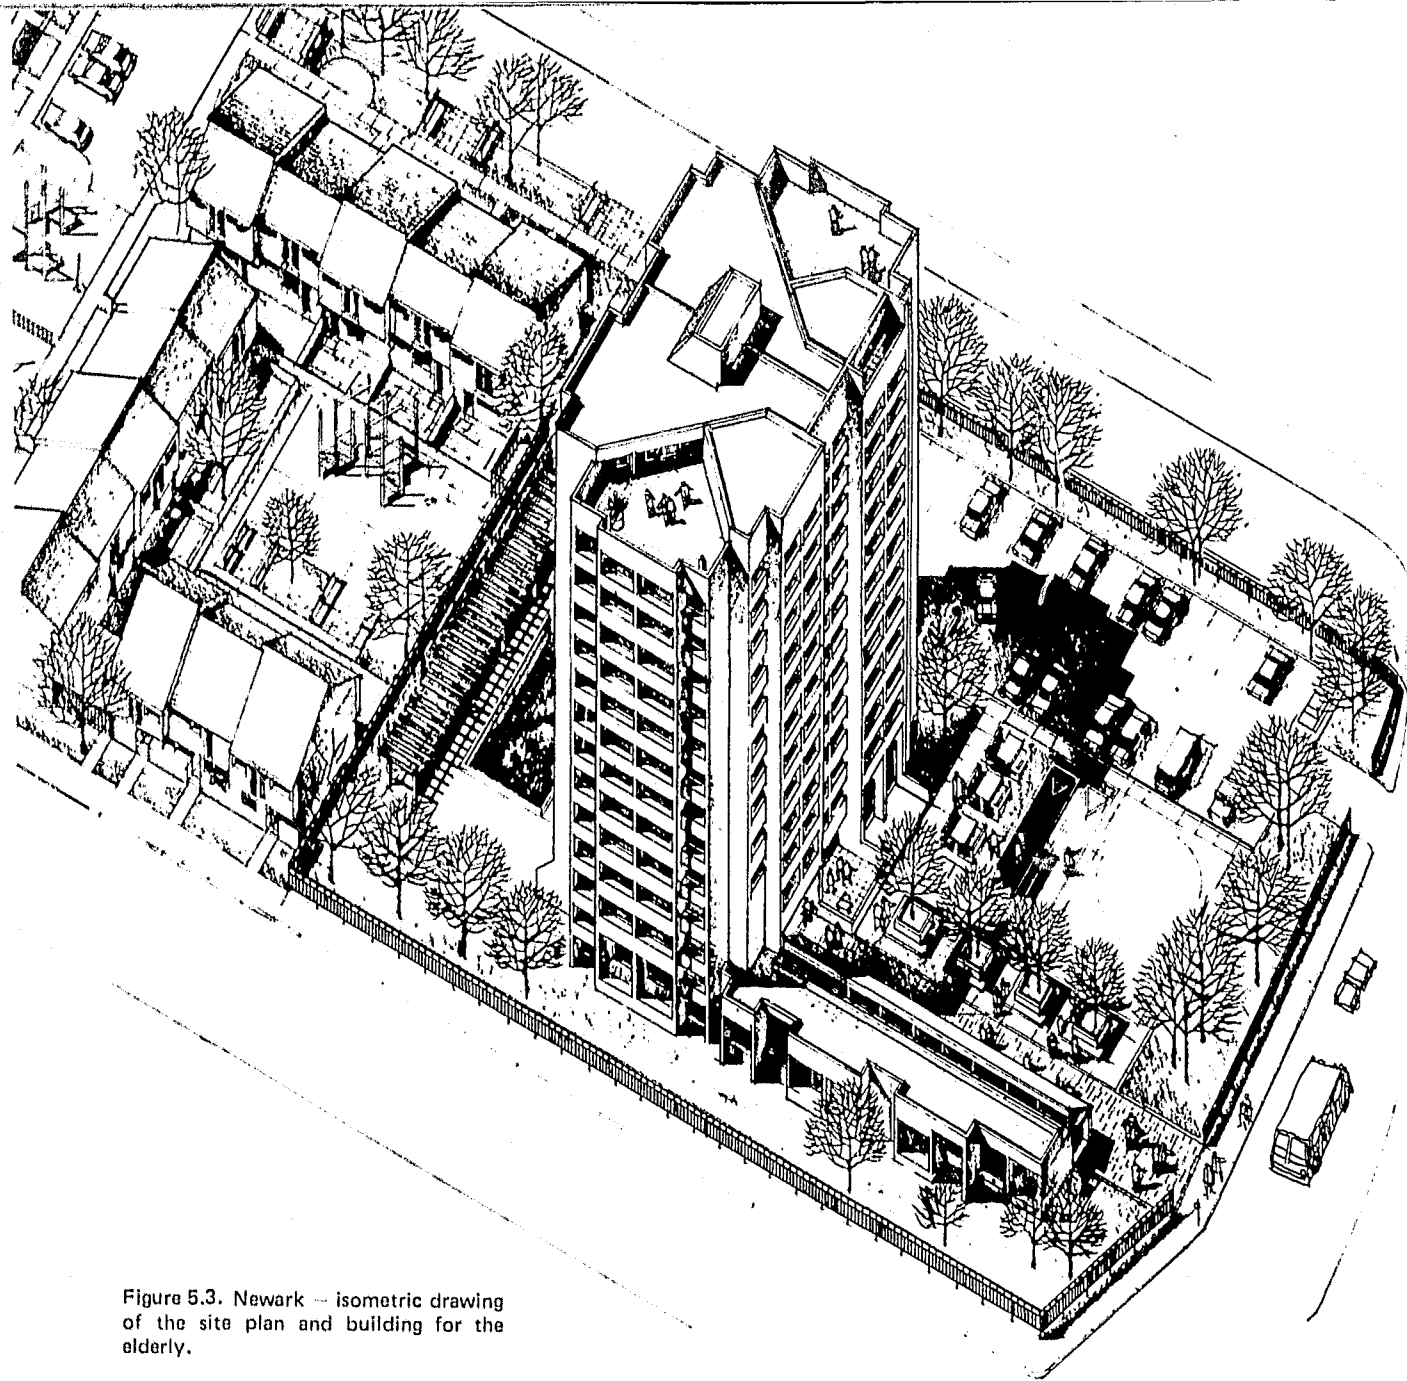 Figure 5.3. Newark — isometric drawing
of the site plan and building for the
elderly.